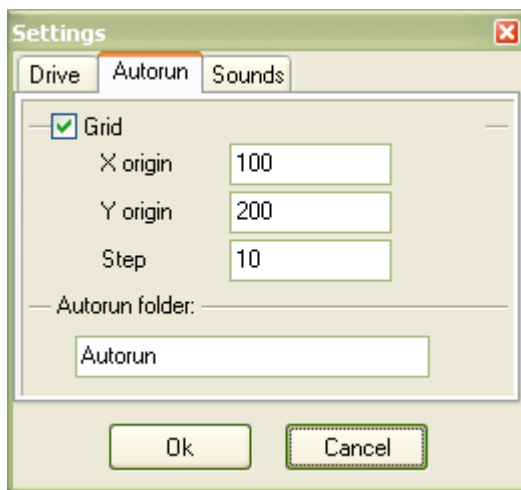 Settings
Drive Autorun Sounds
Grid
X origin 100
Y origin 200
Step 10
Autorun folder:
Autorun
Ok Cancel